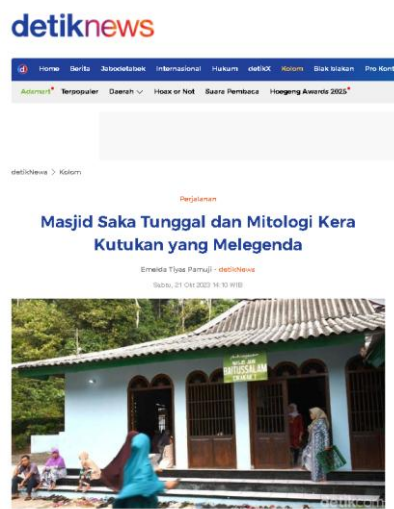 detiknews
Home Berita Jabodetabek Internasional Hukum detikX Kolom Blak blakan Pro Kont
Adsmart Terpopuler Daerah Hoax or Not Suara Pembaca Hoegeng Awards 2025
detikNews > Kolom
Perjalanan
Masjid Saka Tunggal dan Mitologi Kera
Kutukan yang Melegenda
Emeida Tiyas Pamuji - detikNews
Sabtu, 21 Okt 2023 14:10 WIB
BAITUSSALAM
detikcom